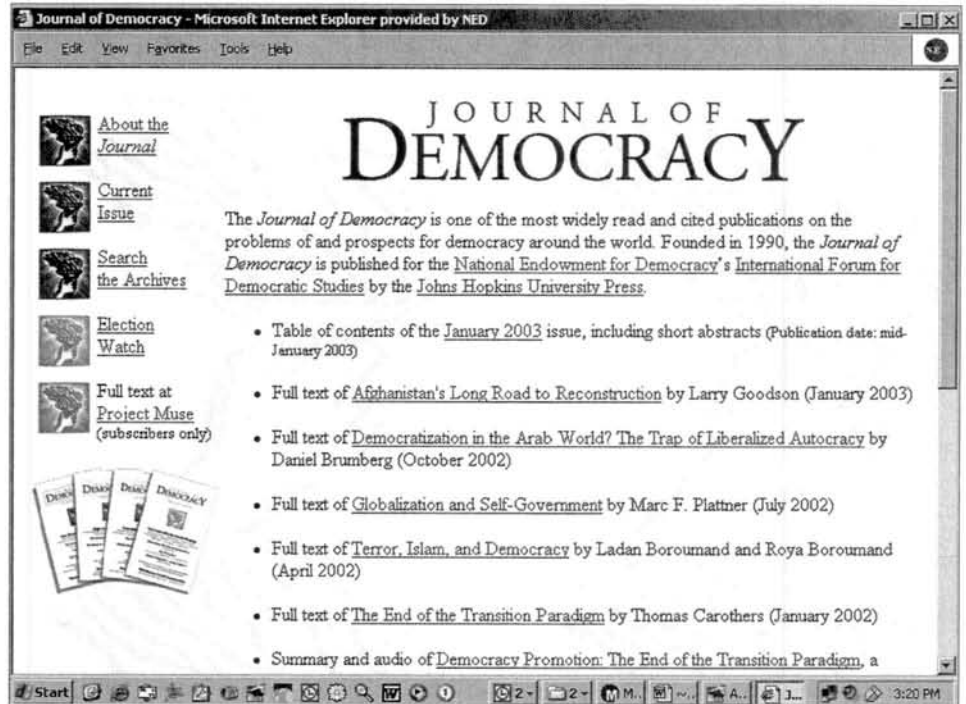 Journal of Democracy - Microsoft Internet Explorer provided by NED
File Edit View Favorites Tools Help
About the
Journal
Current
Issue
Search
the Archives
Election
Watch
Full text at
Project Muse
(subscribers only)
JOURNAL OF
DEMOCRACY
The Journal of Democracy is one of the most widely read and cited publications on the
problems of and prospects for democracy around the world. Founded in 1990, the Journal of
Democracy is published for the National Endowment for Democracy's International Forum for
Democratic Studies by the Johns Hopkins University Press.
• Table of contents of the January 2003 issue, including short abstracts (Publication date: mid-
January 2003)
• Full text of Afghanistan's Long Road to Reconstruction by Larry Goodson (January 2003)
• Full text of Democratization in the Arab World? The Trap of Liberalized Autocracy by
Daniel Brumberg (October 2002)
• Full text of Globalization and Self-Government by Marc F. Plattner (July 2002)
• Full text of Terror, Islam, and Democracy by Ladan Boroumand and Roya Boroumand
(April 2002)
• Full text of The End of the Transition Paradigm by Thomas Carothers (January 2002)
• Summary and audio of Democracy Promotion: The End of the Transition Paradigm, a
Start 2 2 M.. A.. J... 3:20 PM